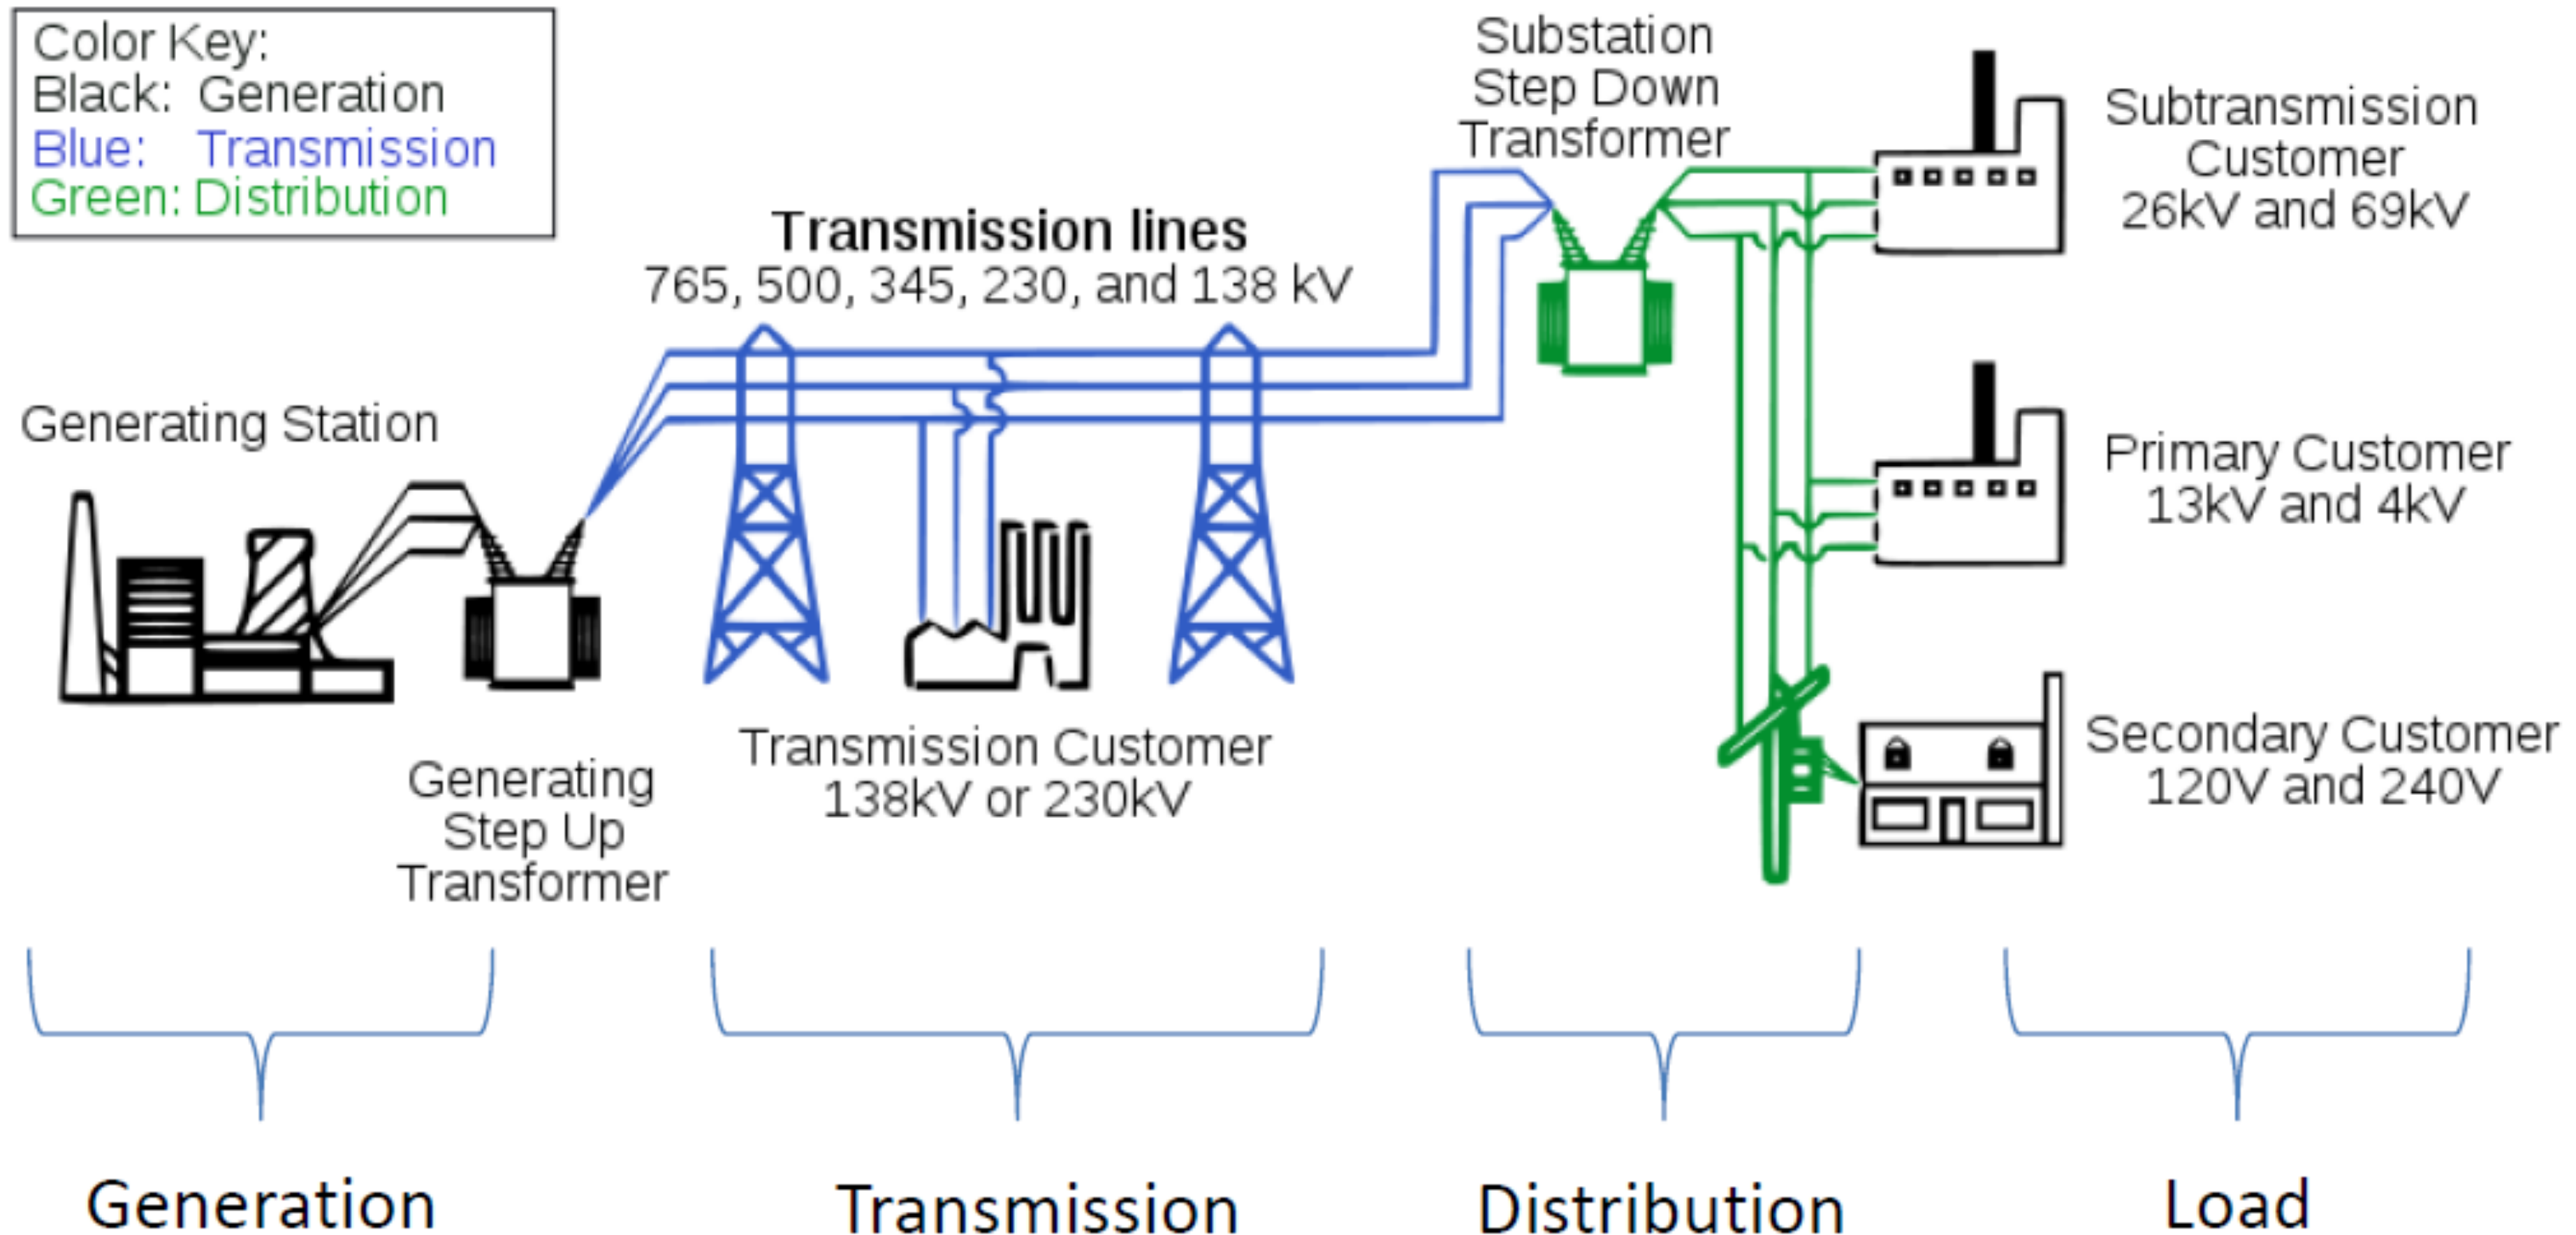 Color Key:
Black: Generation
Blue: Transmission
Green: Distribution
Substation
Step Down
Transformer
Subtransmission
Customer
26kV and 69kV
Transmission lines
765, 500, 345, 230, and 138 kV
Generating Station
Primary Customer
13kV and 4kV
Generating
Step Up
Transformer
Transmission Customer
138kV or 230kV
Secondary Customer
120V and 240V
Generation
Transmission
Distribution
Load